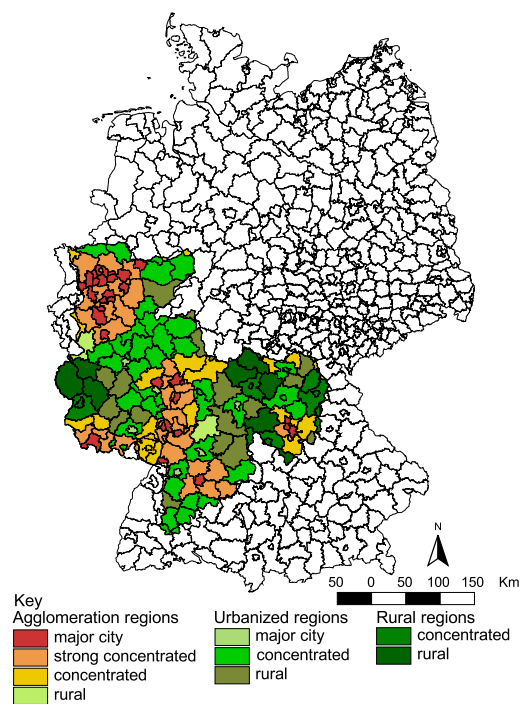 N
50 0 50 100 150 Km
Key
Agglomeration regions
major city
strong concentrated
concentrated
rural
Urbanized regions
major city
concentrated
rural
Rural regions
concentrated
rural